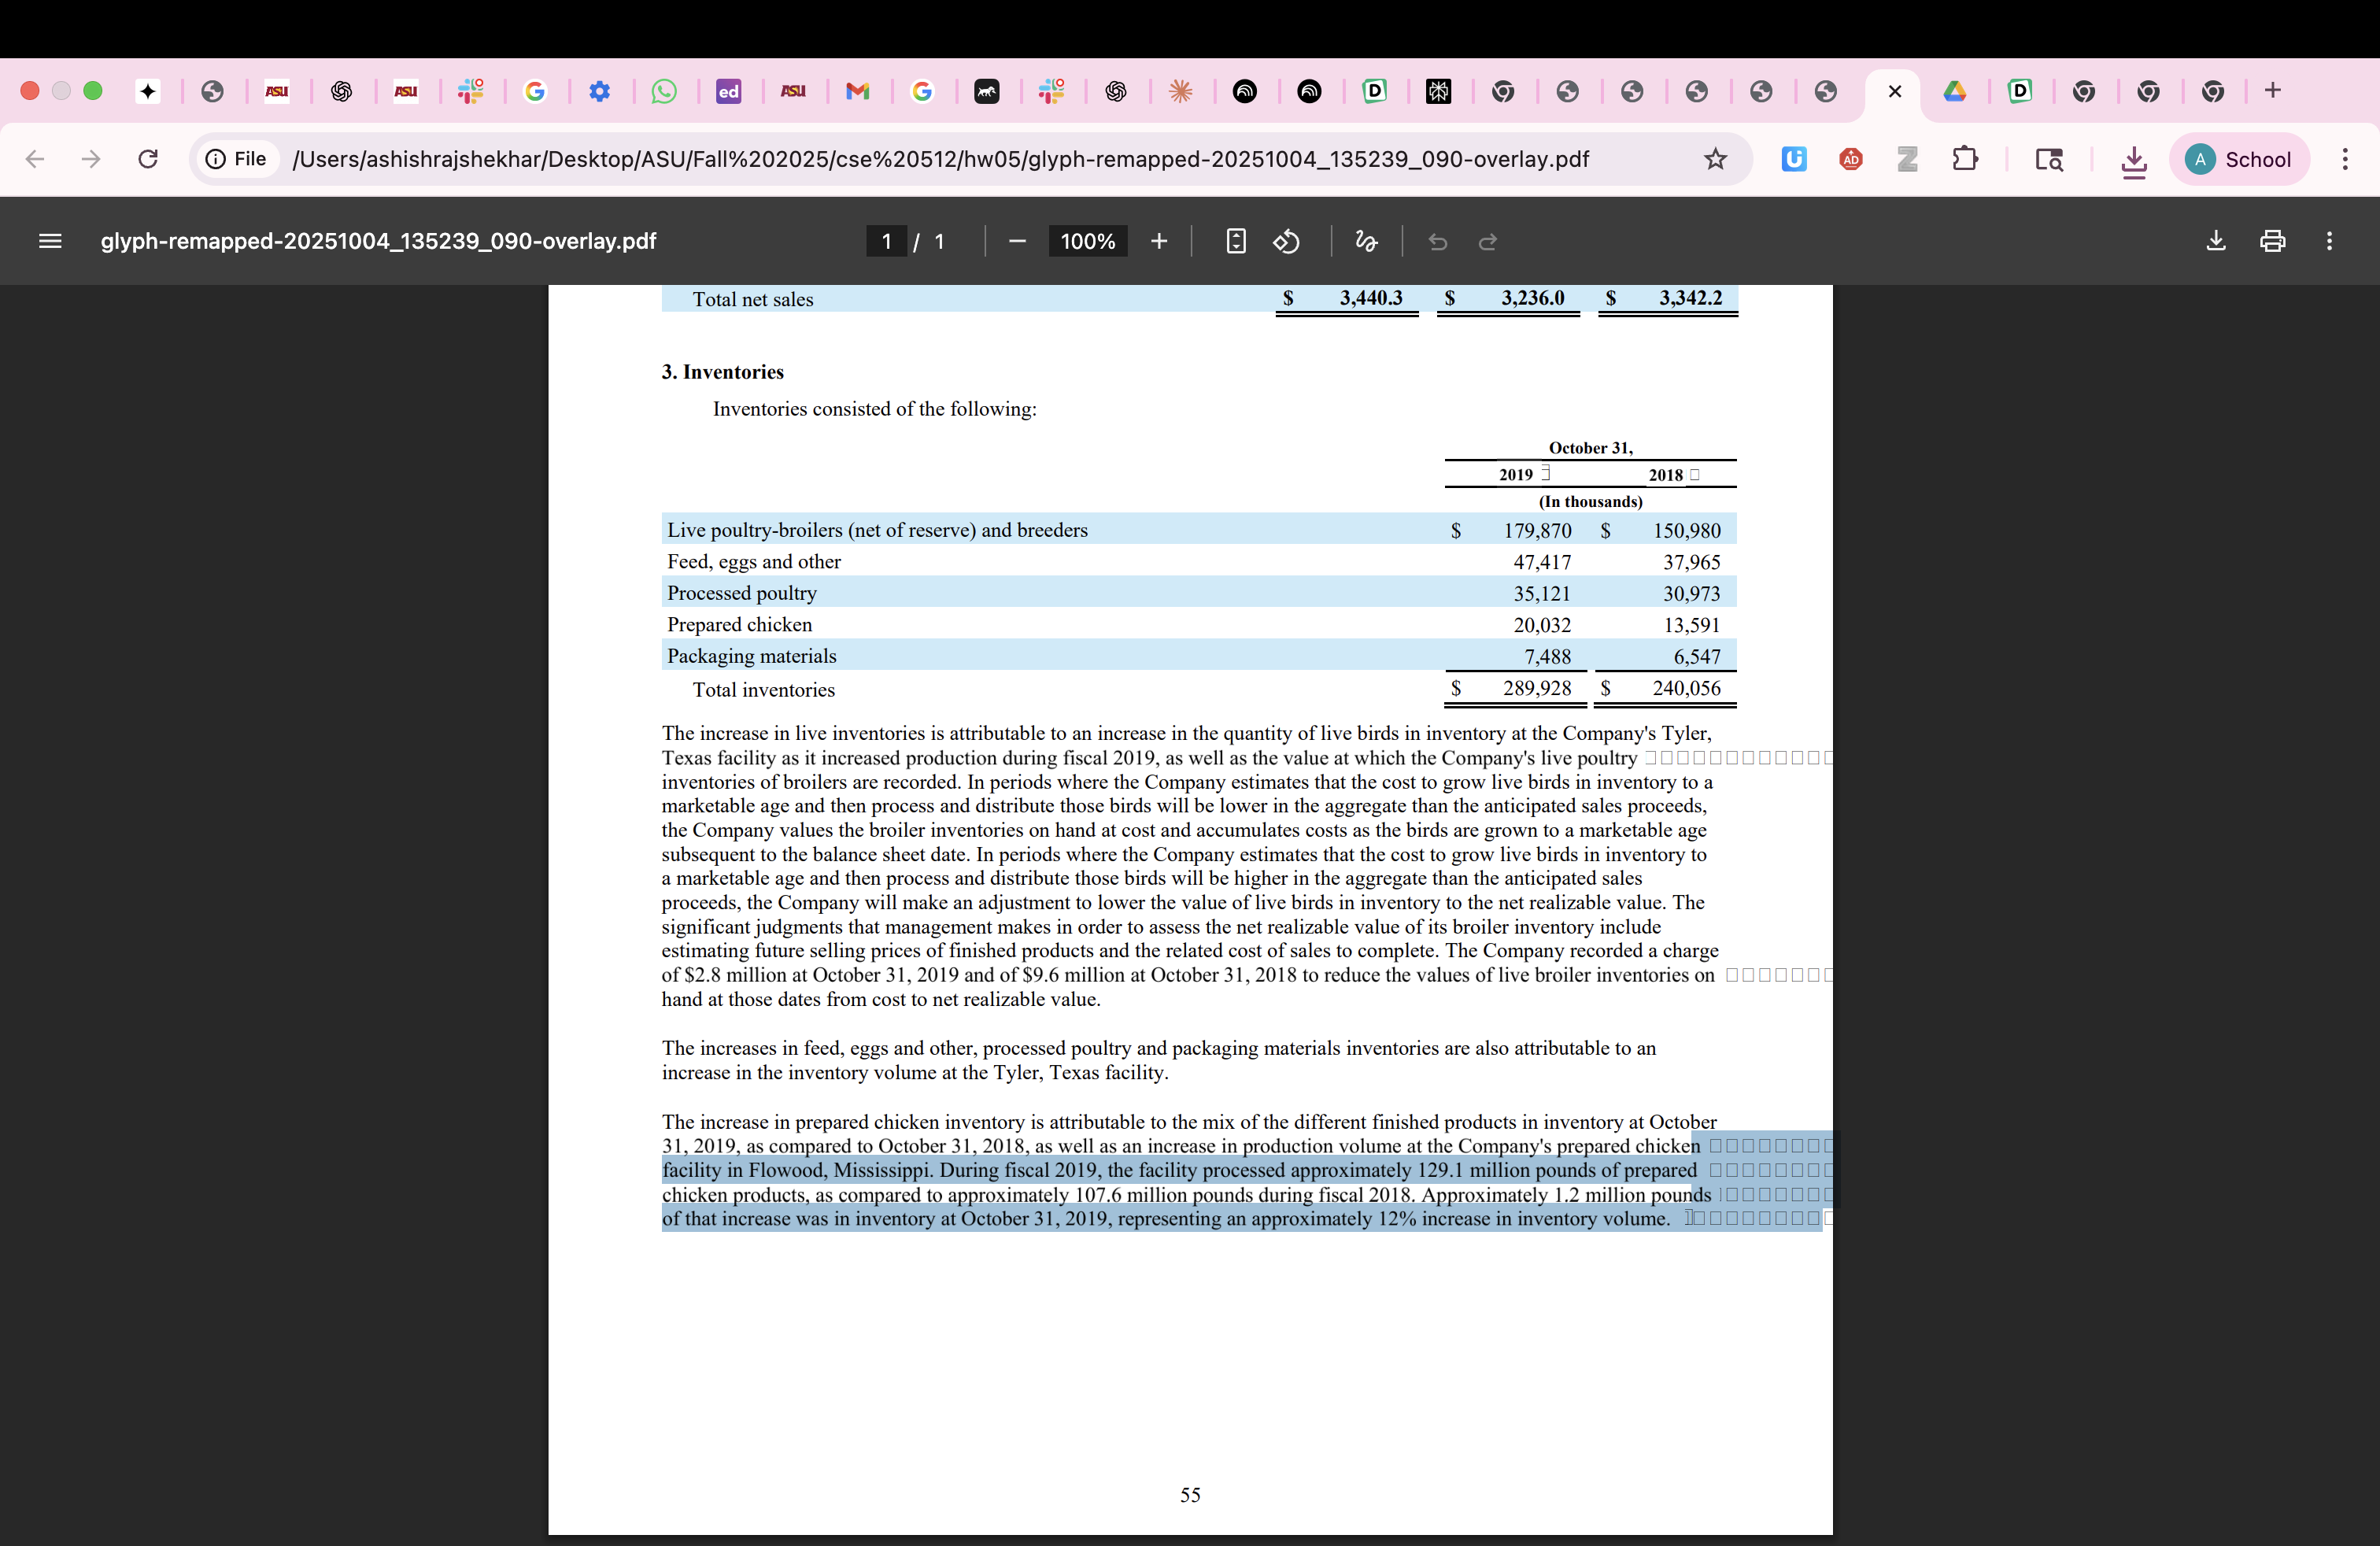 ASU
ASU
ed
ASU
D
D
File
/Users/ashishrajshekhar/Desktop/ASU/Fall%202025/cse%20512/hw05/glyph-remapped-20251004_135239_090-overlay.pdf
AD
A School
glyph-remapped-20251004_135239_090-overlay.pdf
1 / 1
100%
Total net sales $ 3,440.3 $ 3,236.0 $ 3,342.2
3. Inventories
Inventories consisted of the following:
October 31,
2019 2018
(In thousands)
Live poultry-broilers (net of reserve) and breeders $ 179,870 $ 150,980
Feed, eggs and other 47,417 37,965
Processed poultry 35,121 30,973
Prepared chicken 20,032 13,591
Packaging materials 7,488 6,547
Total inventories $ 289,928 $ 240,056
The increase in live inventories is attributable to an increase in the quantity of live birds in inventory at the Company's Tyler,
Texas facility as it increased production during fiscal 2019, as well as the value at which the Company's live poultry
inventories of broilers are recorded. In periods where the Company estimates that the cost to grow live birds in inventory to a
marketable age and then process and distribute those birds will be lower in the aggregate than the anticipated sales proceeds,
the Company values the broiler inventories on hand at cost and accumulates costs as the birds are grown to a marketable age
subsequent to the balance sheet date. In periods where the Company estimates that the cost to grow live birds in inventory to
a marketable age and then process and distribute those birds will be higher in the aggregate than the anticipated sales
proceeds, the Company will make an adjustment to lower the value of live birds in inventory to the net realizable value. The
significant judgments that management makes in order to assess the net realizable value of its broiler inventory include
estimating future selling prices of finished products and the related cost of sales to complete. The Company recorded a charge
of $2.8 million at October 31, 2019 and of $9.6 million at October 31, 2018 to reduce the values of live broiler inventories on
hand at those dates from cost to net realizable value.
The increases in feed, eggs and other, processed poultry and packaging materials inventories are also attributable to an
increase in the inventory volume at the Tyler, Texas facility.
The increase in prepared chicken inventory is attributable to the mix of the different finished products in inventory at October
31, 2019, as compared to October 31, 2018, as well as an increase in production volume at the Company's prepared chicken
facility in Flowood, Mississippi. During fiscal 2019, the facility processed approximately 129.1 million pounds of prepared
chicken products, as compared to approximately 107.6 million pounds during fiscal 2018. Approximately 1.2 million pounds
of that increase was in inventory at October 31, 2019, representing an approximately 12% increase in inventory volume.
55